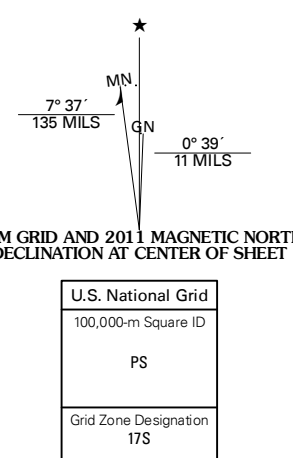 ★
MN
GN
7° 37´
135 MILS
0° 39´
11 MILS
M GRID AND 2011 MAGNETIC NORT
DECLINATION AT CENTER OF SHEET
U.S. National Grid
100,000-m Square ID
PS
Grid Zone Designation
17S